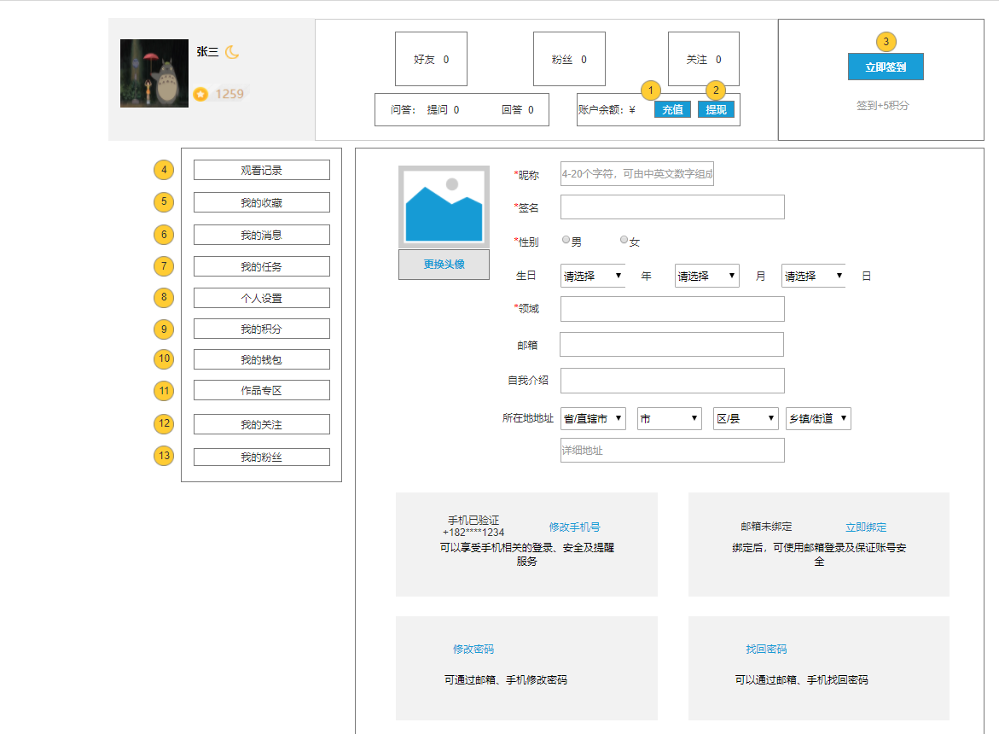 张三
1259
好友 0
粉丝 0
关注 0
问答： 提问 0 回答 0
1
2
账户余额：￥ 充值 提现
3
立即签到
签到+5积分
4 观看记录
5 我的收藏
6 我的消息
7 我的任务
8 个人设置
9 我的积分
10 我的钱包
11 作品专区
12 我的关注
13 我的粉丝
更换头像
*昵称 4-20个字符，可由中英文数字组成
*签名
*性别 男 女
生日 请选择 年 请选择 月 请选择 日
*领域
邮箱
自我介绍
所在地地址 省/直辖市 市 区/县 乡镇/街道
详细地址
手机已验证 修改手机号
+182****1234
可以享受手机相关的登录、安全及提醒
服务
邮箱未绑定 立即绑定
绑定后，可使用邮箱登录及保证账号安
全
修改密码
可通过邮箱、手机修改密码
找回密码
可以通过邮箱、手机找回密码